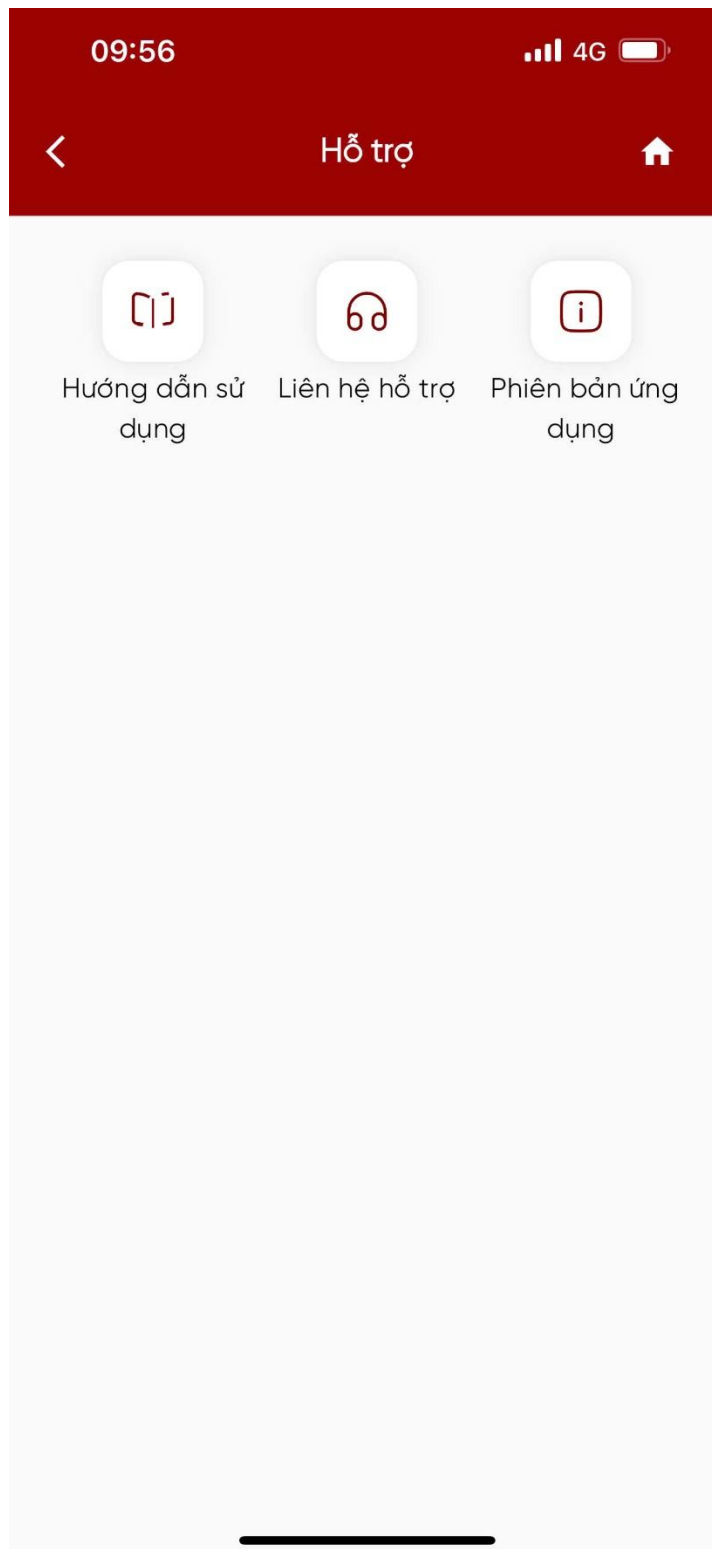 09:56 4G
Hỗ trợ
Hướng dẫn sử Liên hệ hỗ trợ Phiên bản ứng
dụng dụng